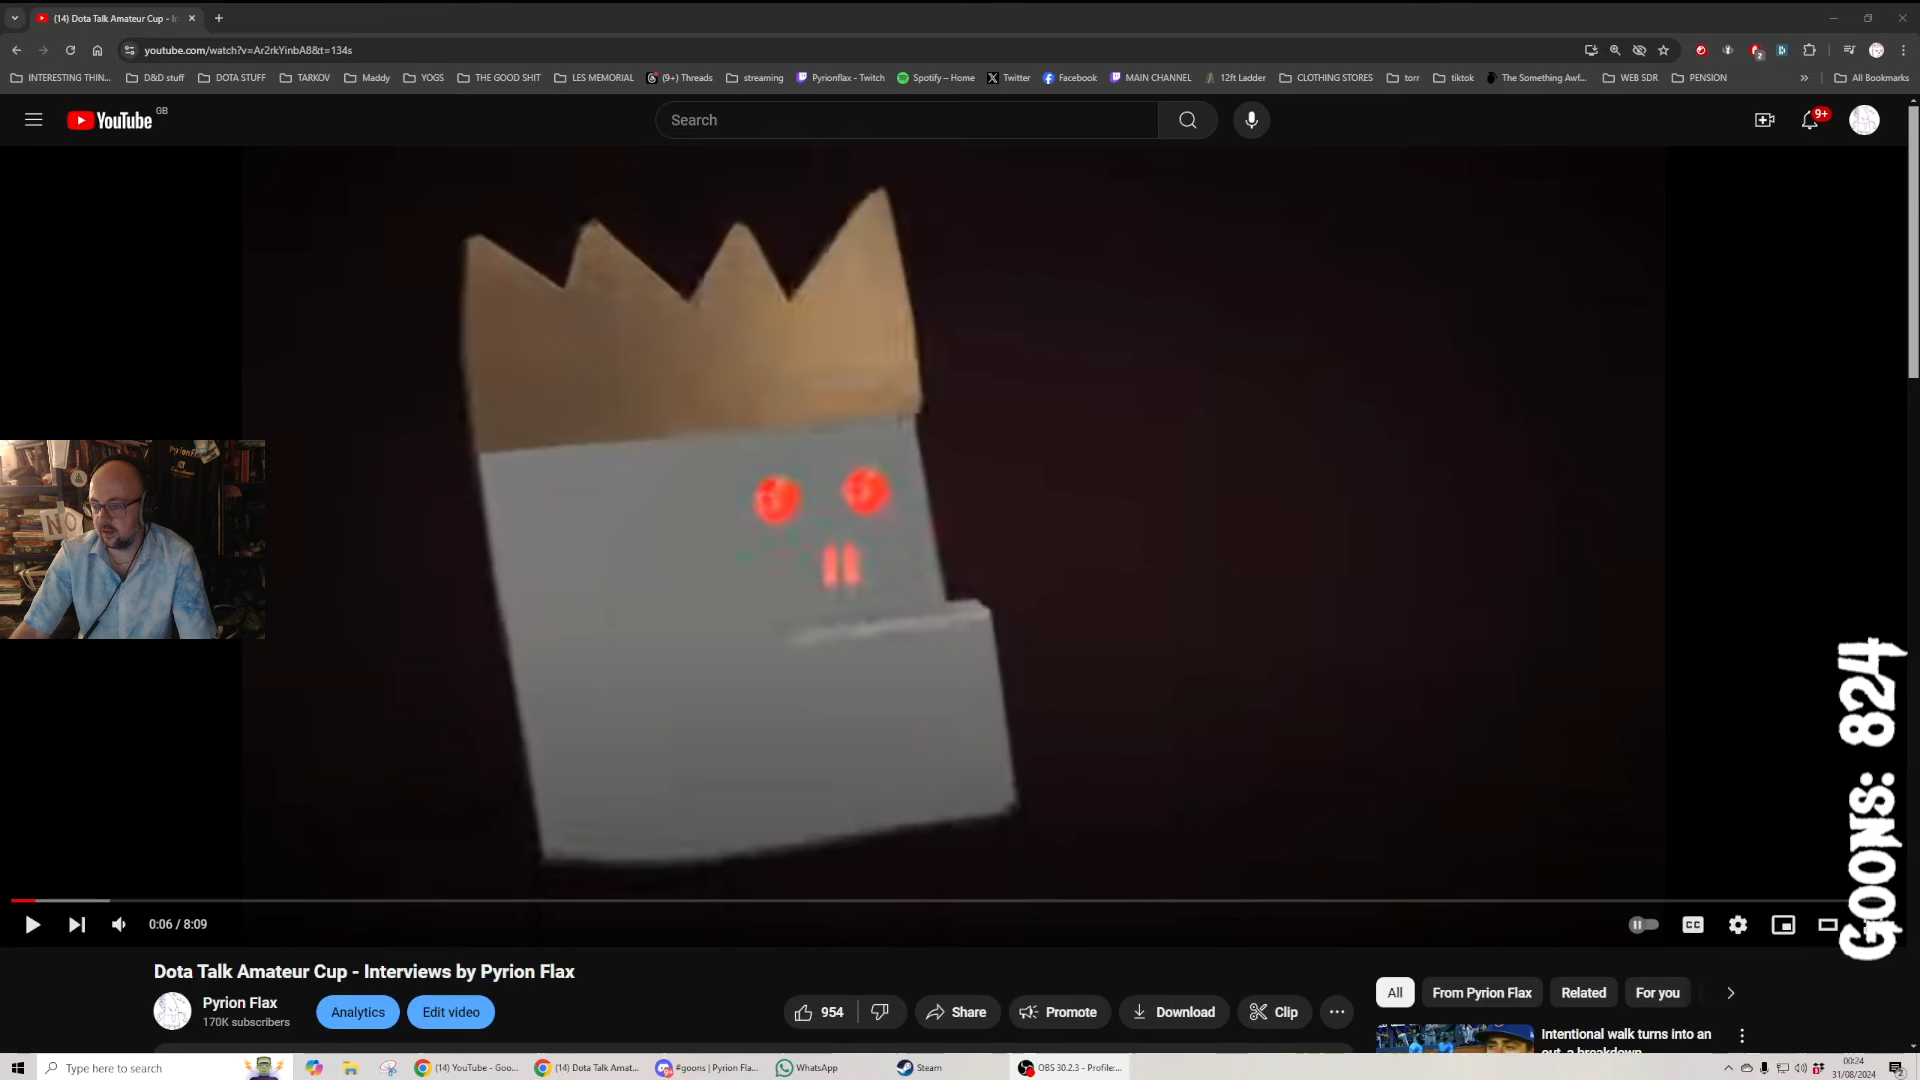 (14) Dota Talk Amateur Cup - In
youtube.com/watch?v=Ar2rkYinbA8&t=134s
INTERESTING THIN...
D&D stuff
DOTA STUFF
TARKOV
Maddy
YOGS
THE GOOD SHIT
LES MEMORIAL
(9+) Threads
streaming
Pyrionflax - Twitch
Spotify – Home
Twitter
Facebook
MAIN CHANNEL
12ft Ladder
CLOTHING STORES
torr
tiktok
The Something Awf...
WEB SDR
PENSION
All Bookmarks
YouTube GB
Search
9+
NO
Goons: 824
0:06 / 8:09
CC
Dota Talk Amateur Cup - Interviews by Pyrion Flax
Pyrion Flax
170K subscribers
Analytics
Edit video
954
Share
Promote
Download
Clip
All
From Pyrion Flax
Related
For you
Intentional walk turns into an
out, a breakdown
Type here to search
(14) YouTube - Goo...
(14) Dota Talk Amat...
#goons | Pyrion Fla...
WhatsApp
Steam
OBS 30.2.3 - Profile:...
00:24
31/08/2024